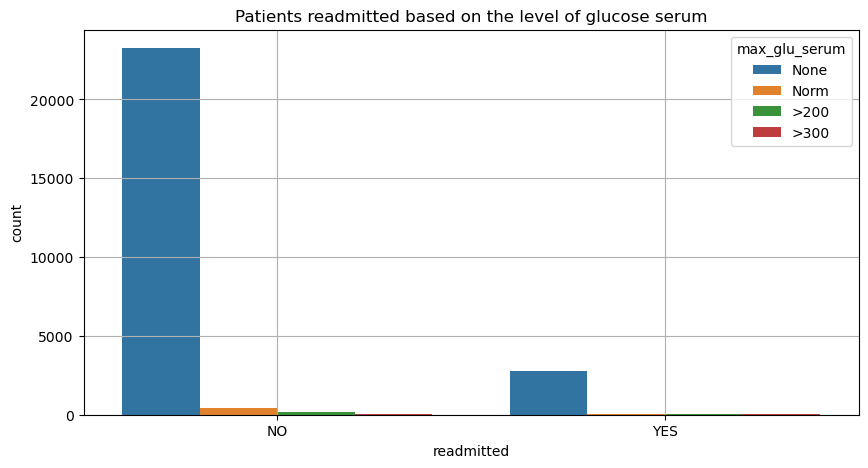 Patients readmitted based on the level of glucose serum
max_glu_serum
None
Norm
>200
>300
20000
15000
10000
5000
0
count
NO
YES
readmitted